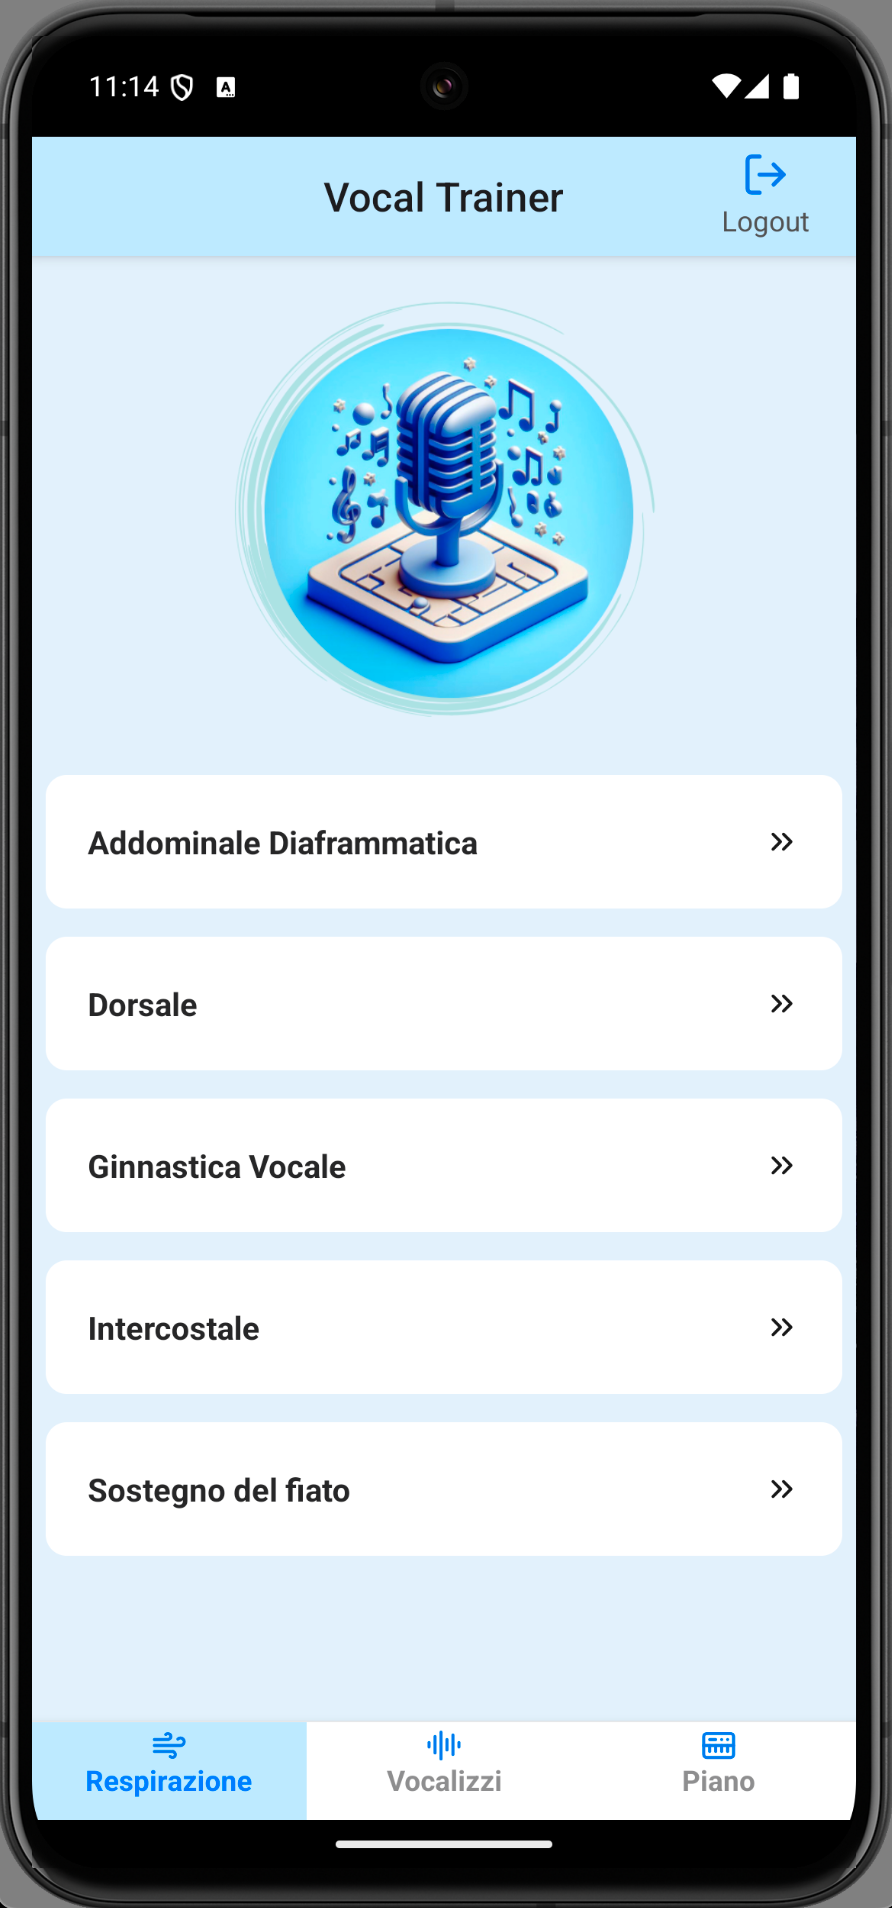 11:14
A
Vocal Trainer
Logout
Addominale Diaframmatica
Dorsale
Ginnastica Vocale
Intercostale
Sostegno del fiato
Respirazione
Vocalizzi
Piano